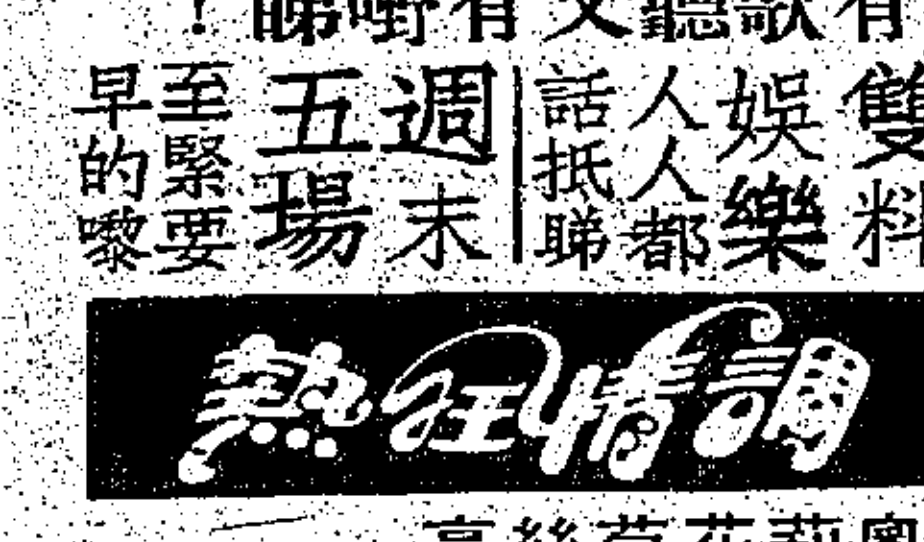 有歌聽又有嘢睇！
雙料
娛樂
人人都
話抵睇
週末
五場
至緊要
早的嚟
熱狂情調